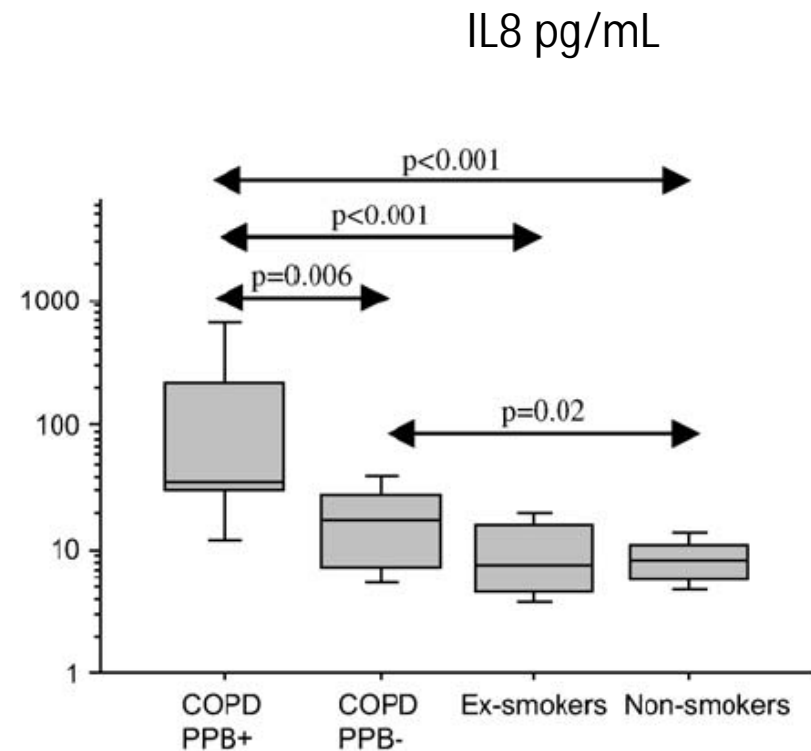 IL8 pg/mL
p<0.001
p<0.001
p=0.006
1000
100
p=0.02
10
1
COPD PPB+
COPD PPB-
Ex-smokers
Non-smokers